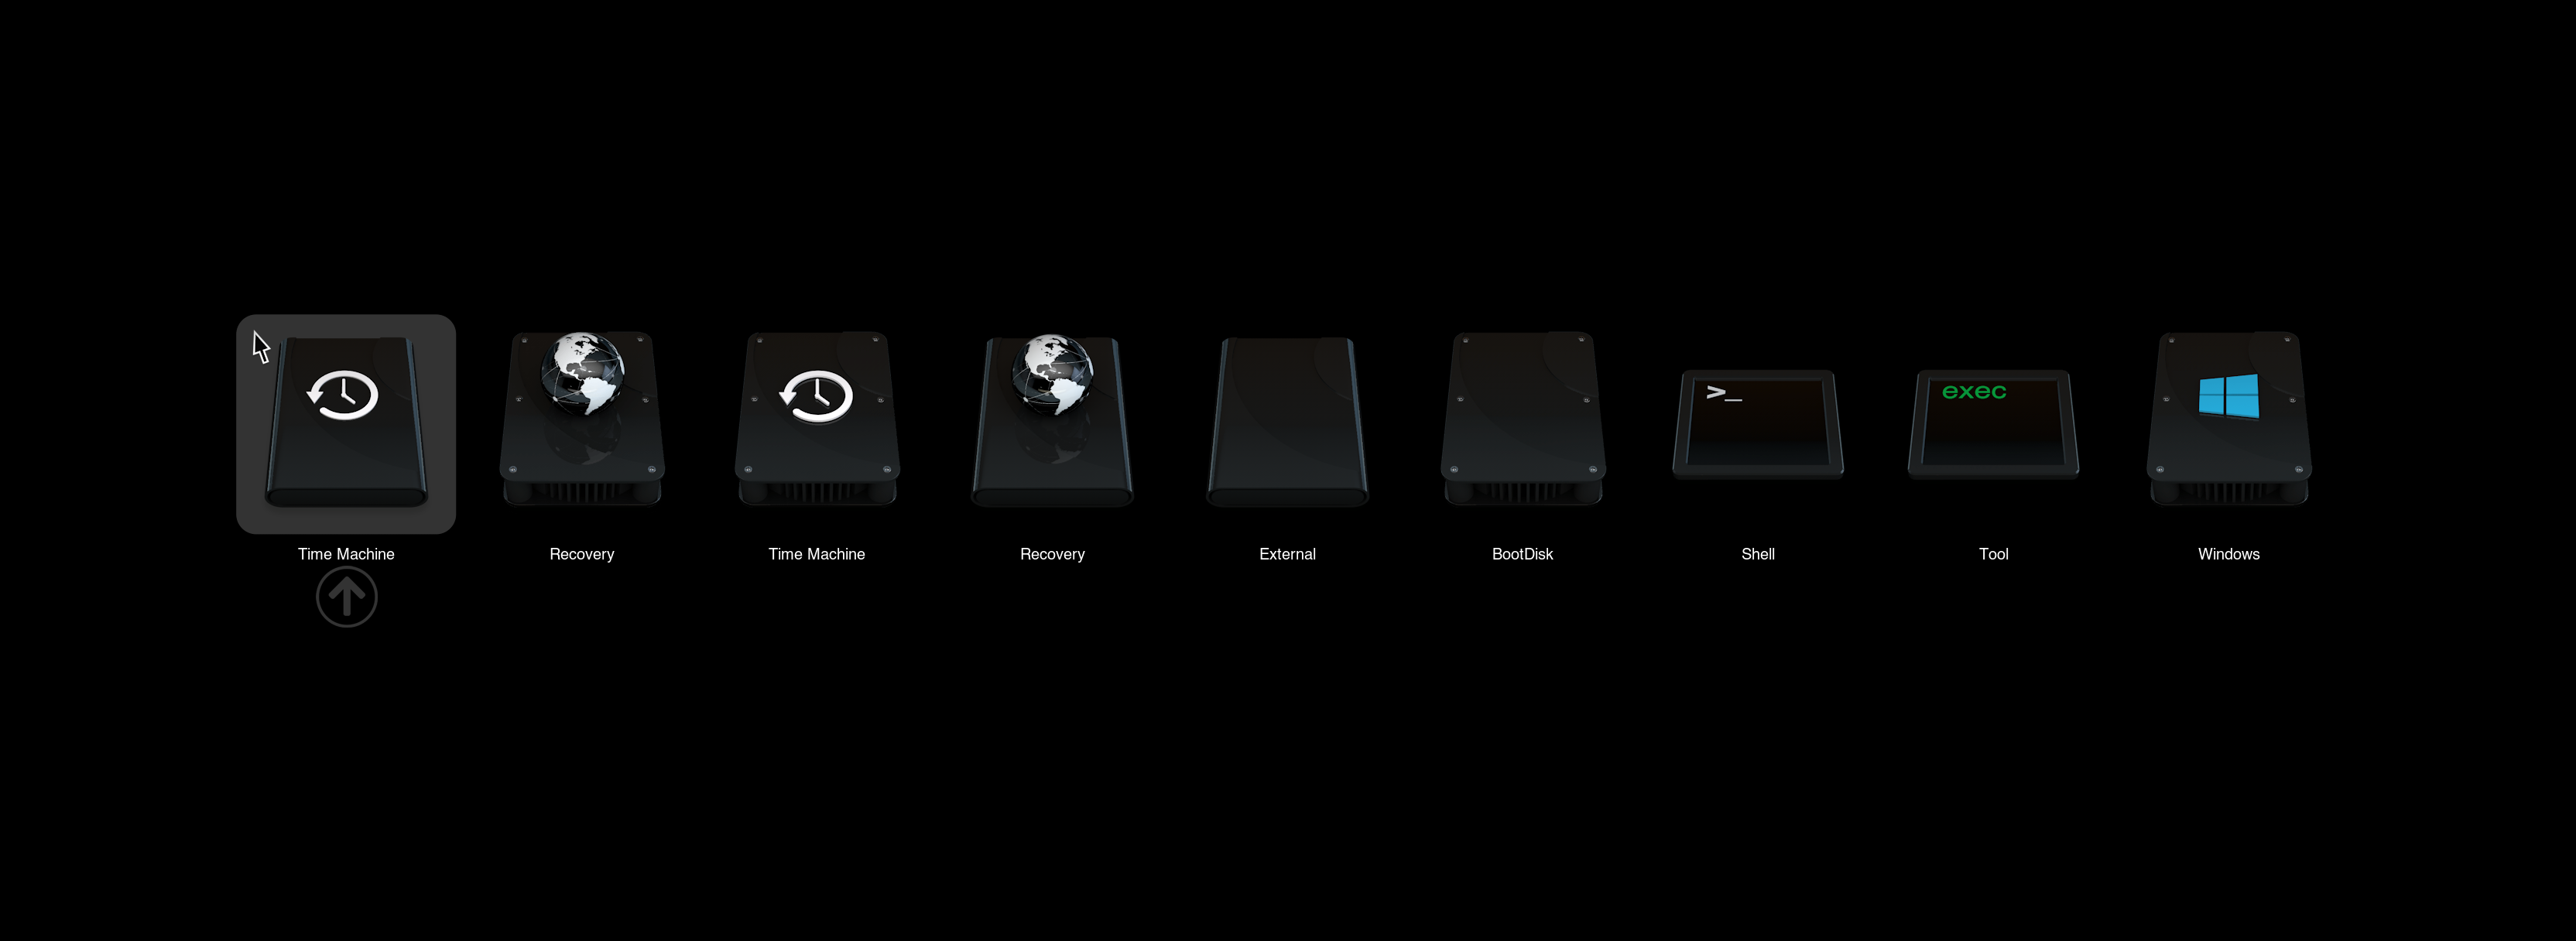 >_
exec
Time Machine
Recovery
Time Machine
Recovery
External
BootDisk
Shell
Tool
Windows